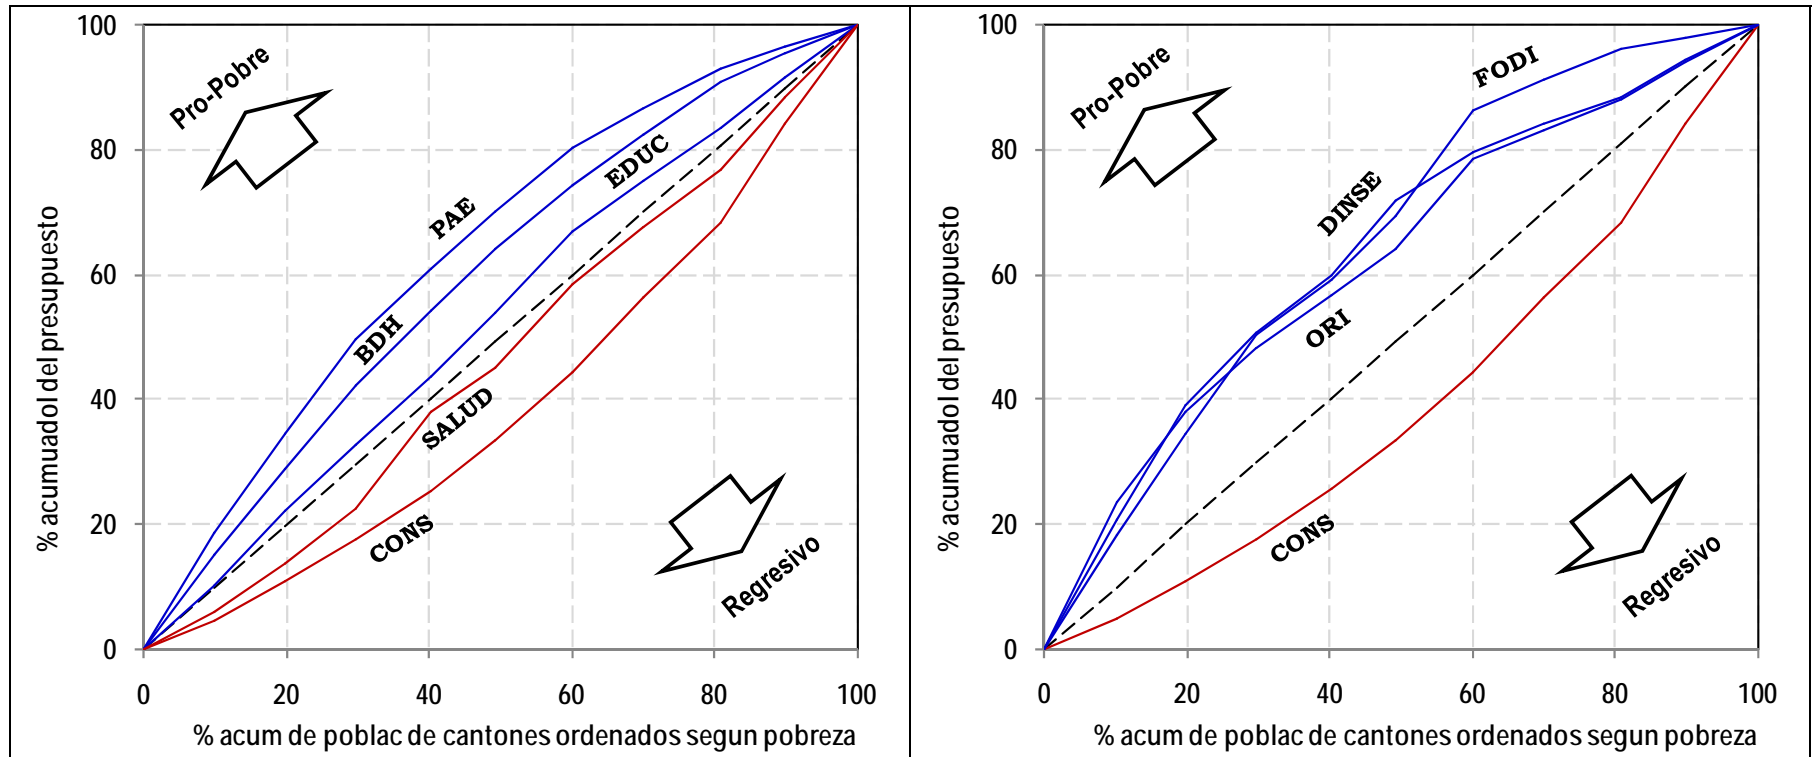 100
80
60
40
20
0
% acumuadol del presupuesto
Pro-Pobre
PAE
EDUC
BDH
SALUD
CONS
Regresivo
0 20 40 60 80 100
% acum de poblac de cantones ordenados segun pobreza
100
80
60
40
20
0
% acumuadol del presupuesto
Pro-Pobre
FODI
DINSE
ORI
CONS
Regresivo
0 20 40 60 80 100
% acum de poblac de cantones ordenados segun pobreza